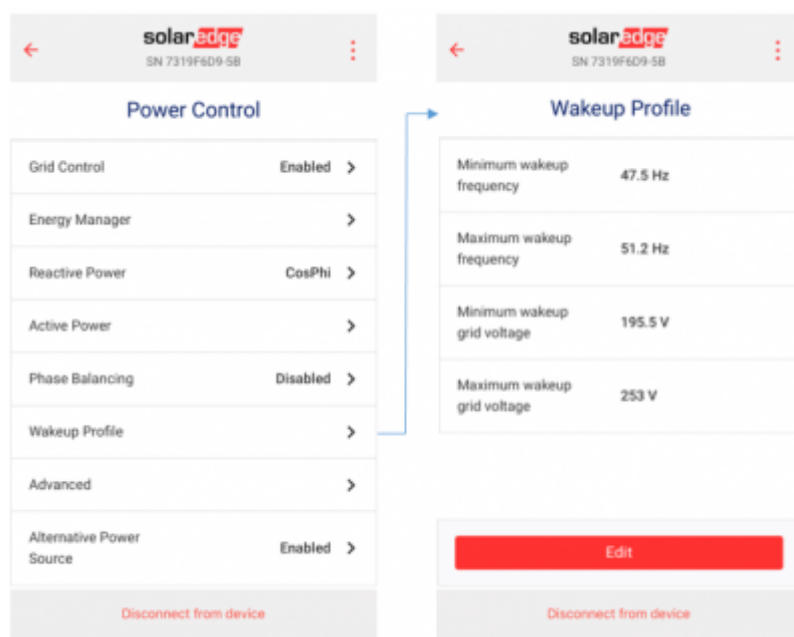 solaredge
SN 7319F6D9-5B
Power Control
Grid Control Enabled
Energy Manager
Reactive Power CosPhi
Active Power
Phase Balancing Disabled
Wakeup Profile
Advanced
Alternative Power
Source Enabled
Disconnect from device
solaredge
SN 7319F6D9-5B
Wakeup Profile
Minimum wakeup
frequency 47.5 Hz
Maximum wakeup
frequency 51.2 Hz
Minimum wakeup
grid voltage 195.5 V
Maximum wakeup
grid voltage 253 V
Edit
Disconnect from device